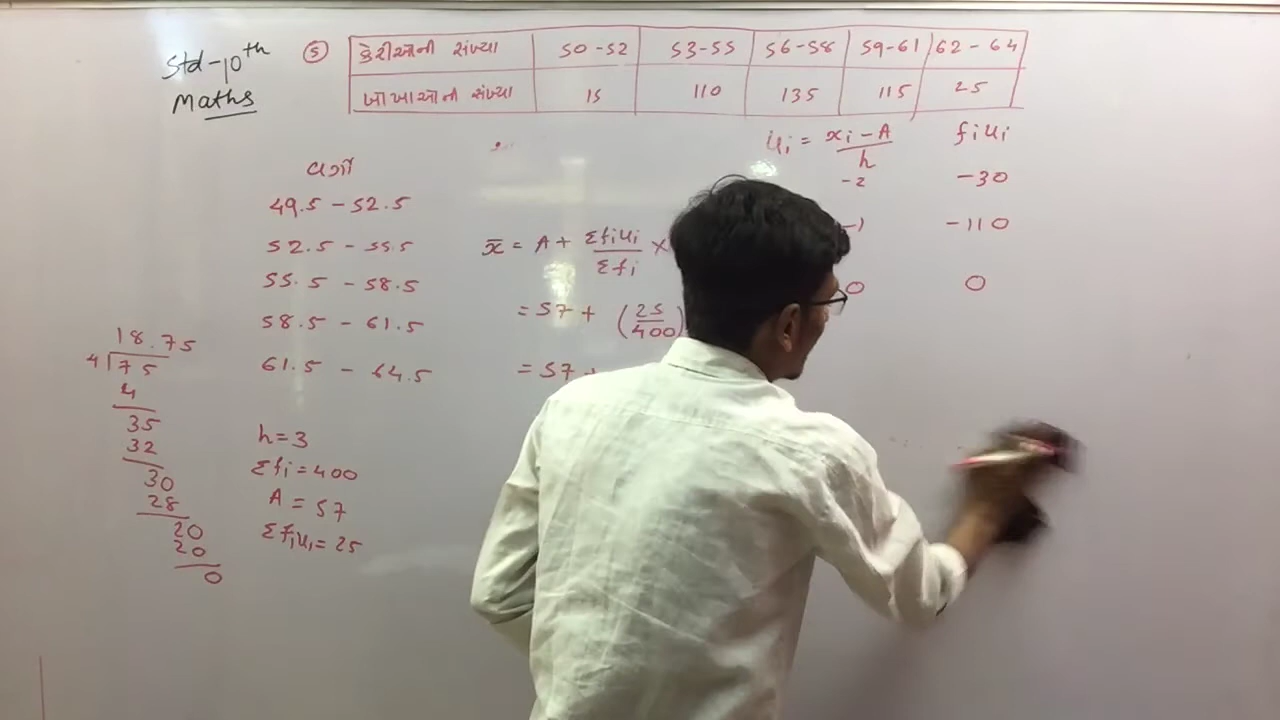 Std-10th
Maths
⑤ કેરીઓની સંખ્યા 50-52 53-55 56-58 59-61 62-64
ખોખાઓની સંખ્યા 15 110 135 115 25
વર્ગો
49.5 - 52.5
52.5 - 55.5
55.5 - 58.5
58.5 - 61.5
61.5 - 64.5
h = 3
Σfi = 400
A = 57
Σfiui = 25
18.75
4 75
4
35
32
30
28
20
20
0
x̄ = A + Σfiui / Σfi ×
= 57 + (25/400)
= 57 +
ui = xi - A / h fiui
-2 -30
-1 -110
0 0